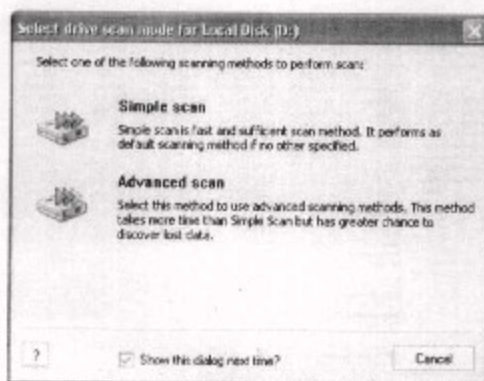 Select drive scan mode for Local Disk (D:)
Select one of the following scanning methods to perform scan:
Simple scan
Simple scan is fast and sufficient scan method. It performs as
default scanning method if no other specified.
Advanced scan
Select this method to use advanced scanning methods. This method
takes more time than Simple Scan but has greater chance to
discover lost data.
?
Show this dialog next time?
Cancel